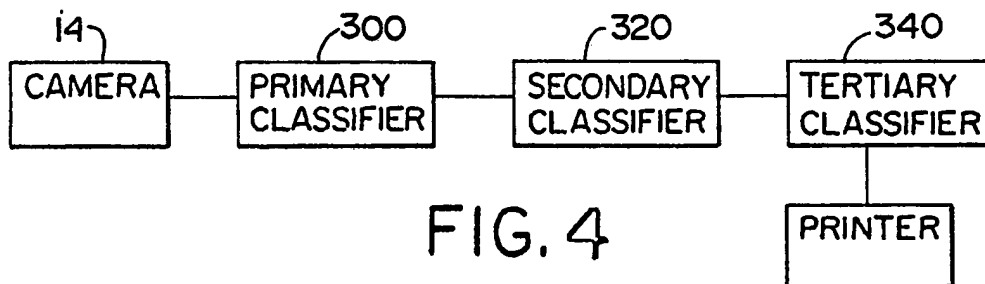 14 300 320 340
CAMERA PRIMARY CLASSIFIER SECONDARY CLASSIFIER TERTIARY CLASSIFIER
PRINTER
FIG. 4